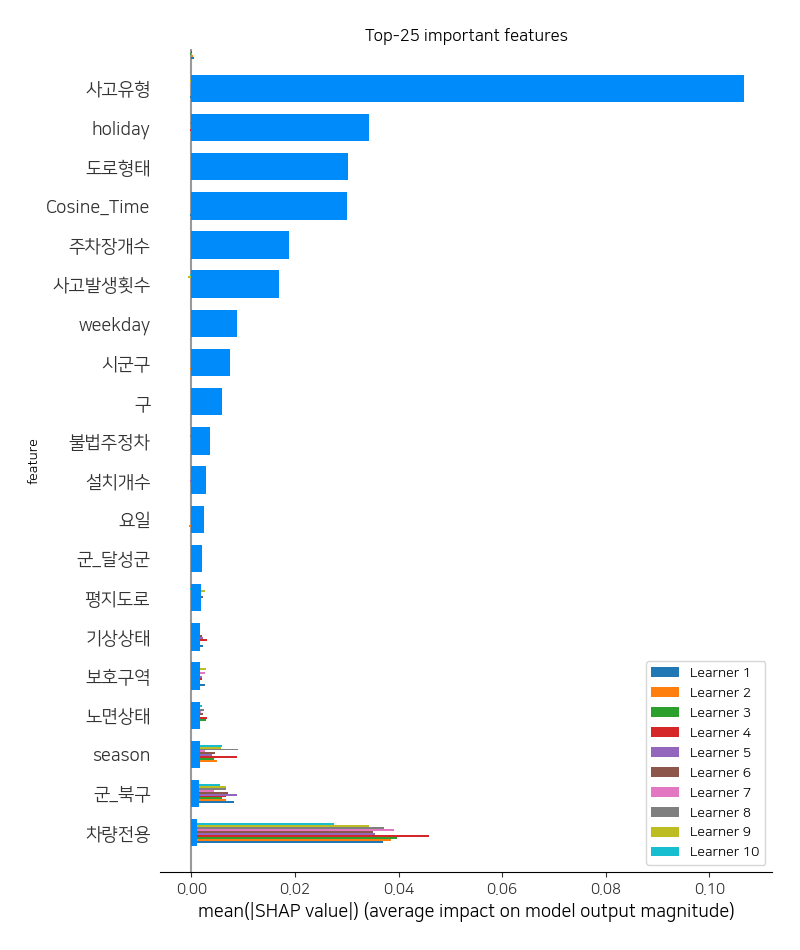 Top-25 important features
사고유형
holiday
도로형태
Cosine_Time
주차장개수
사고발생횟수
weekday
시군구
구
불법주정차
설치개수
요일
군_달성군
평지도로
기상상태
보호구역
노면상태
season
군_북구
차량전용
feature
Learner 1
Learner 2
Learner 3
Learner 4
Learner 5
Learner 6
Learner 7
Learner 8
Learner 9
Learner 10
0.00 0.02 0.04 0.06 0.08 0.10
mean(|SHAP value|) (average impact on model output magnitude)